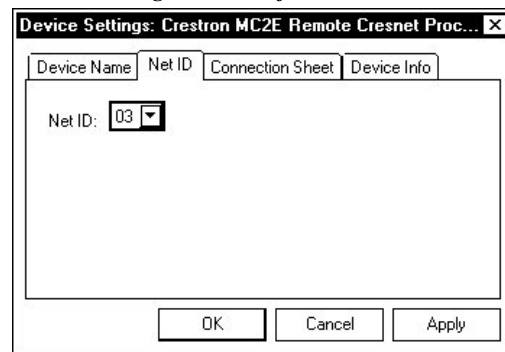 Device Settings: Crestron MC2E Remote Cresnet Proc...
Device Name Net ID Connection Sheet Device Info
Net ID: 03
OK Cancel Apply